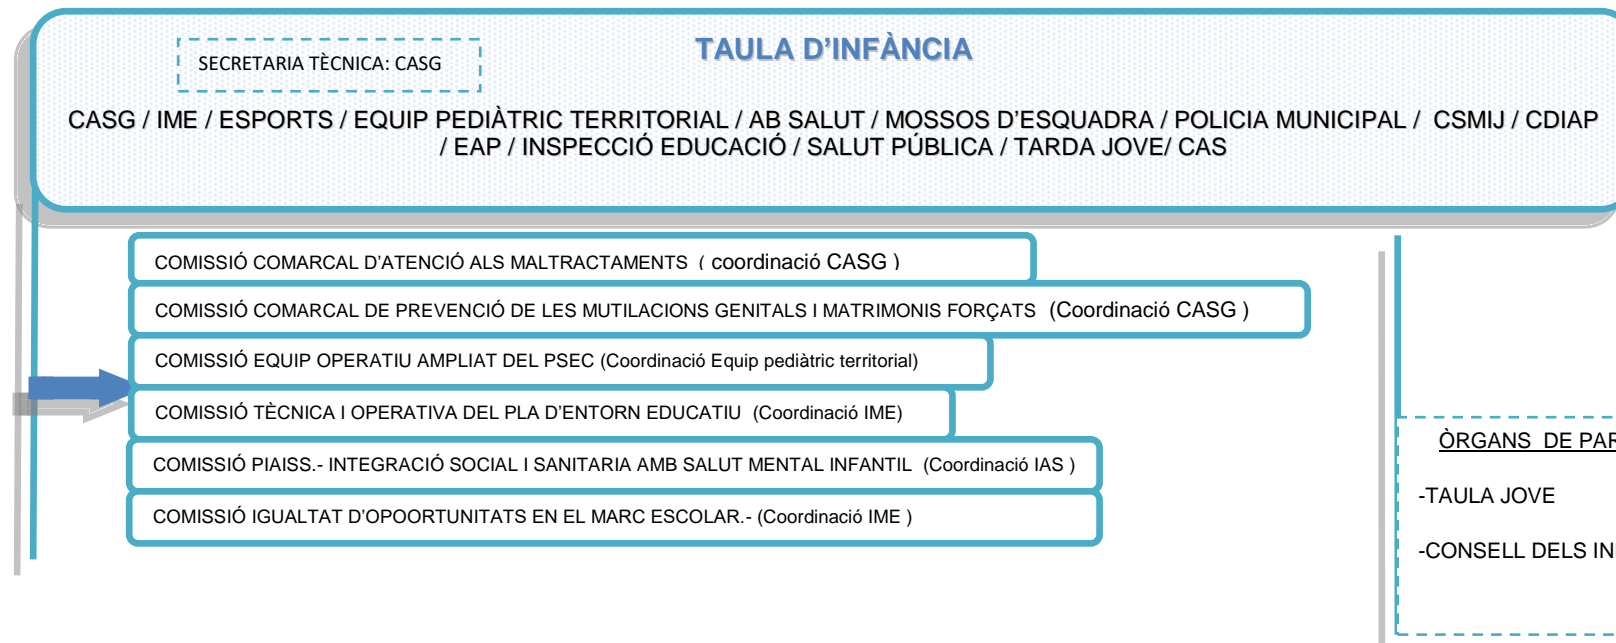 TAULA D'INFÀNCIA
SECRETARIA TÈCNICA: CASG
CASG / IME / ESPORTS / EQUIP PEDIÀTRIC TERRITORIAL / AB SALUT / MOSSOS D'ESQUADRA / POLICIA MUNICIPAL / CSMIJ / CDIAP
/ EAP / INSPECCIÓ EDUCACIÓ / SALUT PÚBLICA / TARDA JOVE/ CAS
COMISSIÓ COMARCAL D'ATENCIÓ ALS MALTRACTAMENTS ( coordinació CASG )
COMISSIÓ COMARCAL DE PREVENCIÓ DE LES MUTILACIONS GENITALS I MATRIMONIS FORÇATS (Coordinació CASG )
COMISSIÓ EQUIP OPERATIU AMPLIAT DEL PSEC (Coordinació Equip pediàtric territorial)
COMISSIÓ TÈCNICA I OPERATIVA DEL PLA D'ENTORN EDUCATIU (Coordinació IME)
COMISSIÓ PIAISS.- INTEGRACIÓ SOCIAL I SANITARIA AMB SALUT MENTAL INFANTIL (Coordinació IAS )
COMISSIÓ IGUALTAT D'OPOORTUNITATS EN EL MARC ESCOLAR.- (Coordinació IME )
ÒRGANS DE
-TAULA JOVE
-CONSELL DELS